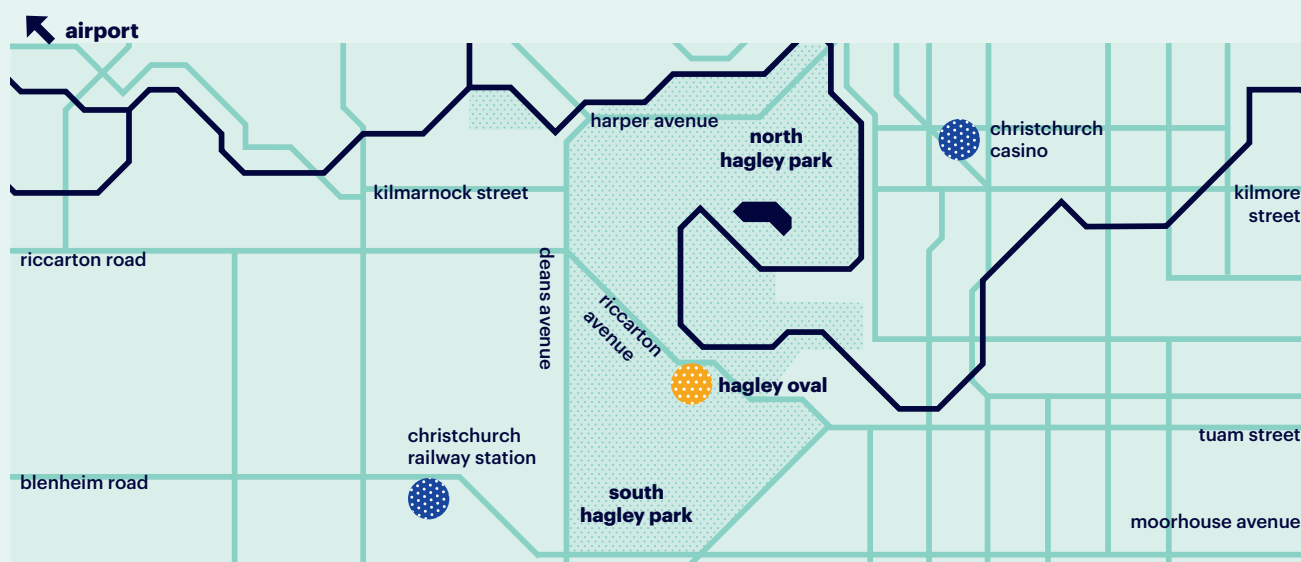 airport
harper avenue
north
hagley park
christchurch
casino
kilmarnock street
kilmore
street
riccarton road
deans avenue
riccarton
avenue
hagley oval
christchurch
railway station
tuam street
blenheim road
south
hagley park
moorhouse avenue